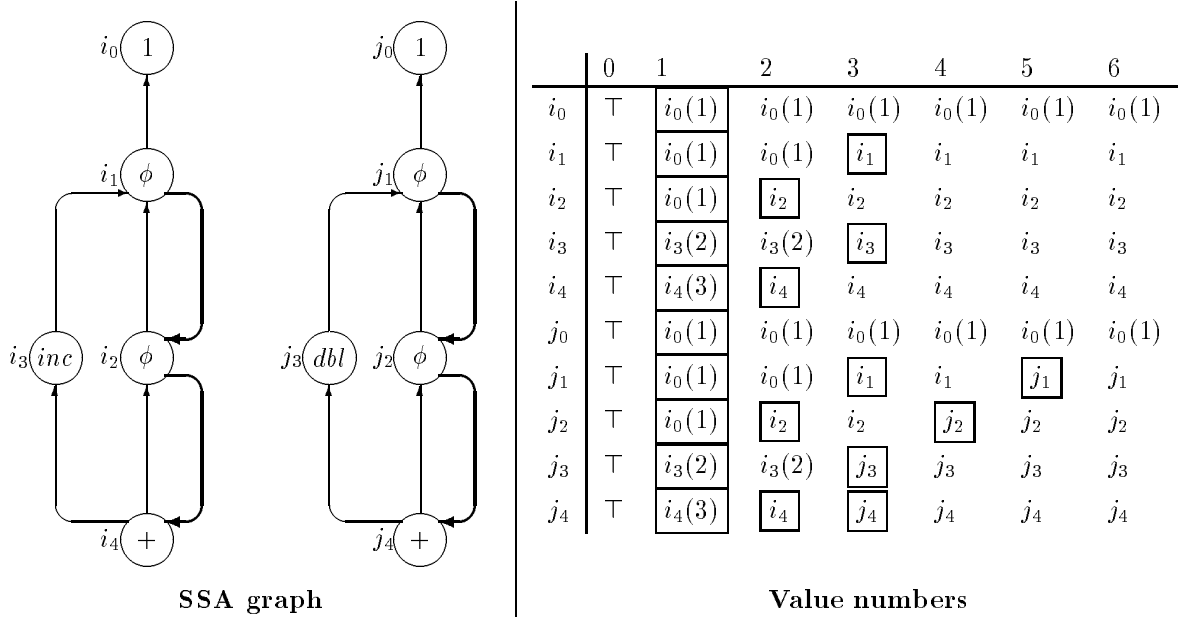 i₀ 1 j₀ 1
i₁ ϕ j₁ ϕ
i₃ inc i₂ ϕ j₃ dbl j₂ ϕ
i₄ + j₄ +
SSA graph
0 1 2 3 4 5 6
i₀ ⊤ i₀(1) i₀(1) i₀(1) i₀(1) i₀(1) i₀(1)
i₁ ⊤ i₀(1) i₀(1) i₁ i₁ i₁ i₁
i₂ ⊤ i₀(1) i₂ i₂ i₂ i₂ i₂
i₃ ⊤ i₃(2) i₃(2) i₃ i₃ i₃ i₃
i₄ ⊤ i₄(3) i₄ i₄ i₄ i₄ i₄
j₀ ⊤ i₀(1) i₀(1) i₀(1) i₀(1) i₀(1) i₀(1)
j₁ ⊤ i₀(1) i₀(1) i₁ i₁ j₁ j₁
j₂ ⊤ i₀(1) i₂ i₂ j₂ j₂ j₂
j₃ ⊤ i₃(2) i₃(2) j₃ j₃ j₃ j₃
j₄ ⊤ i₄(3) i₄ j₄ j₄ j₄ j₄
Value numbers